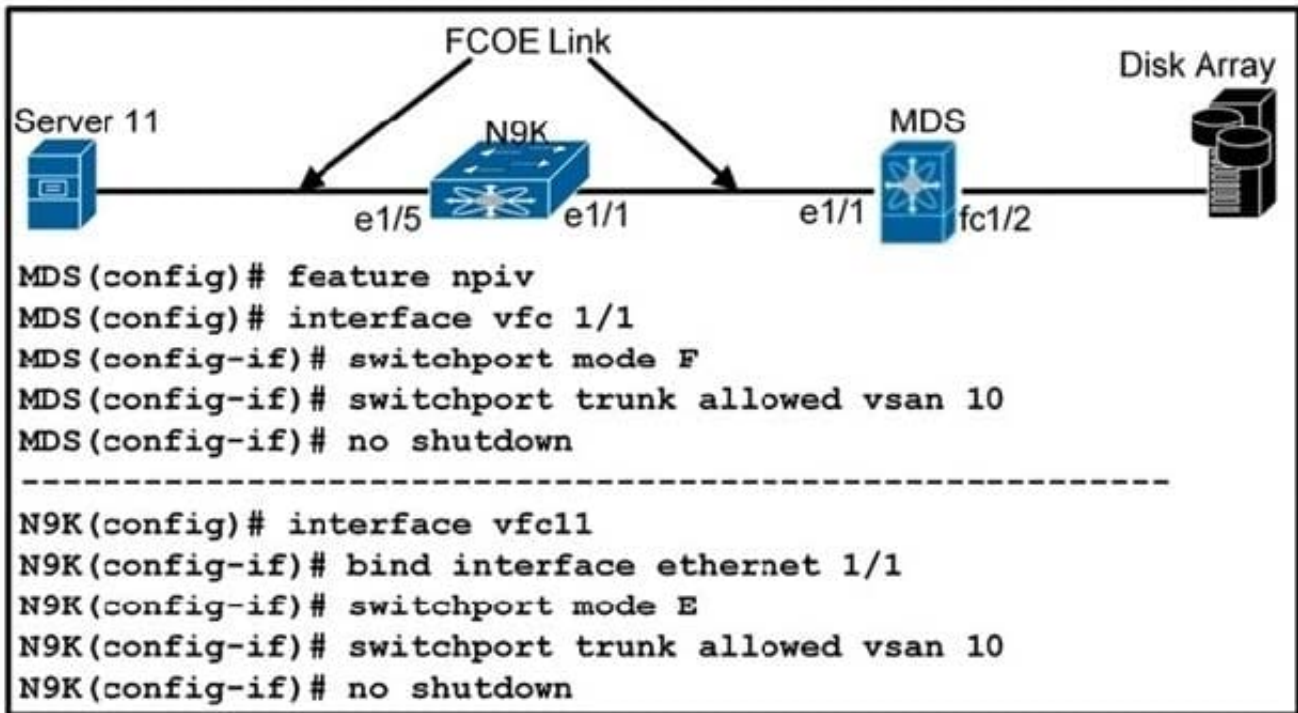 FCOE Link
Disk Array
Server 11
N9K
MDS
e1/5
e1/1
e1/1
fc1/2
MDS(config)# feature npiv
MDS(config)# interface vfc 1/1
MDS(config-if)# switchport mode F
MDS(config-if)# switchport trunk allowed vsan 10
MDS(config-if)# no shutdown
N9K(config)# interface vfc11
N9K(config-if)# bind interface ethernet 1/1
N9K(config-if)# switchport mode E
N9K(config-if)# switchport trunk allowed vsan 10
N9K(config-if)# no shutdown